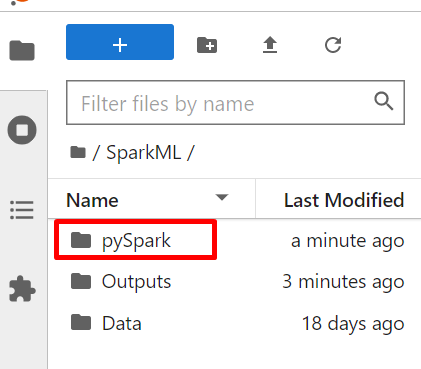 +
Filter files by name
/ SparkML /
Name Last Modified
pySpark a minute ago
Outputs 3 minutes ago
Data 18 days ago